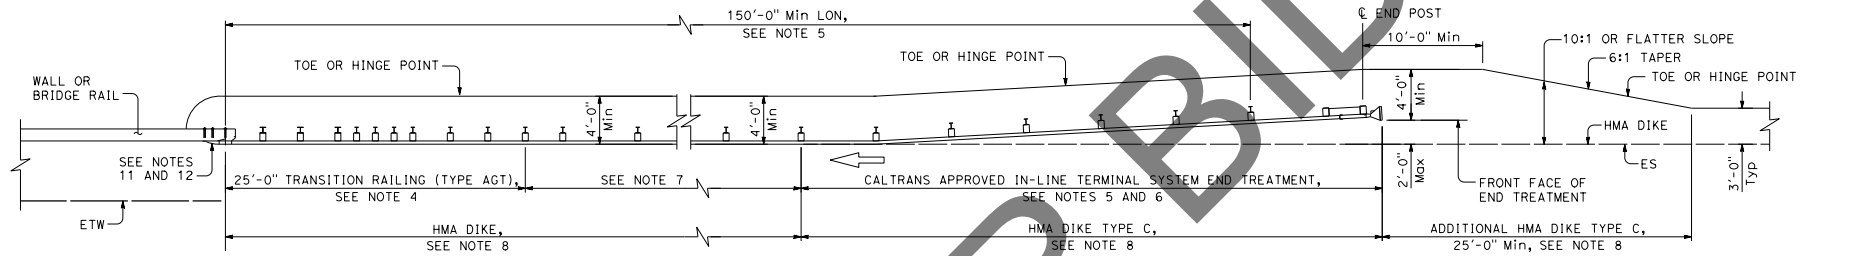 150'-0" Min LON,
SEE NOTE 5
℄ END POST
10'-0" Min
10:1 OR FLATTER SLOPE
6:1 TAPER
TOE OR HINGE POINT
TOE OR HINGE POINT
TOE OR HINGE POINT
WALL OR
BRIDGE RAIL
4'-0"
Min
4'-0"
Min
4'-0"
Min
HMA DIKE
SEE NOTES
11 AND 12
25'-0" TRANSITION RAILING (TYPE AGT),
SEE NOTE 4
SEE NOTE 7
CALTRANS APPROVED IN-LINE TERMINAL SYSTEM END TREATMENT,
SEE NOTES 5 AND 6
2'-0"
Max
FRONT FACE OF
END TREATMENT
ES
3'-0"
Typ
ETW
HMA DIKE,
SEE NOTE 8
HMA DIKE TYPE C,
SEE NOTE 8
ADDITIONAL HMA DIKE TYPE C,
25'-0" Min, SEE NOTE 8
BID